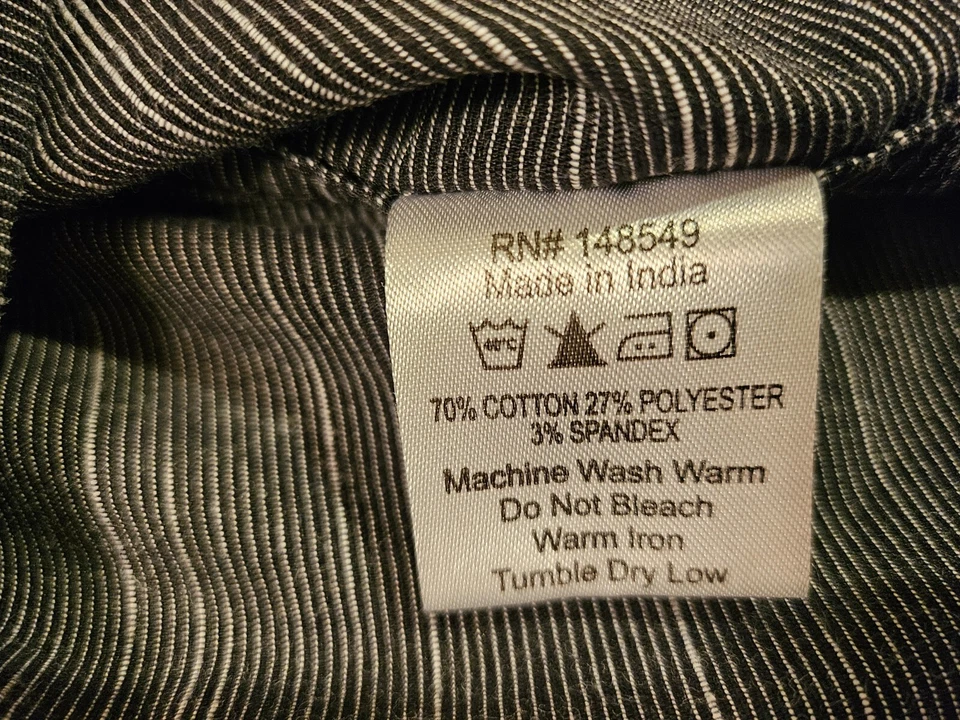 RN# 148549
Made in India
40°C
70% COTTON 27% POLYESTER
3% SPANDEX
Machine Wash Warm
Do Not Bleach
Warm Iron
Tumble Dry Low